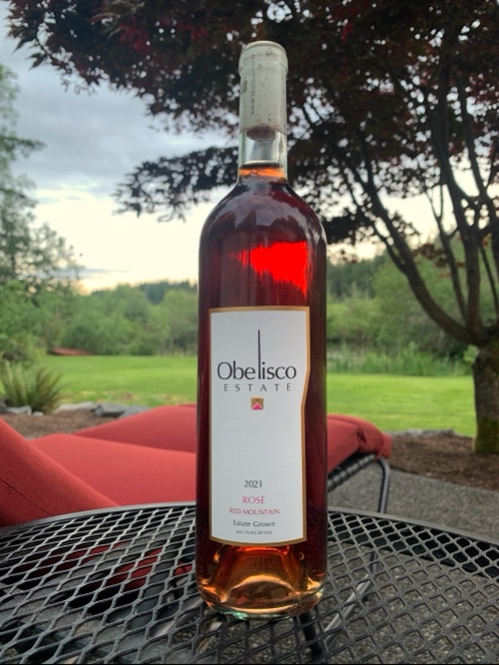 Obelisco
ESTATE
2021
ROSÉ
RED MOUNTAIN
Estate Grown